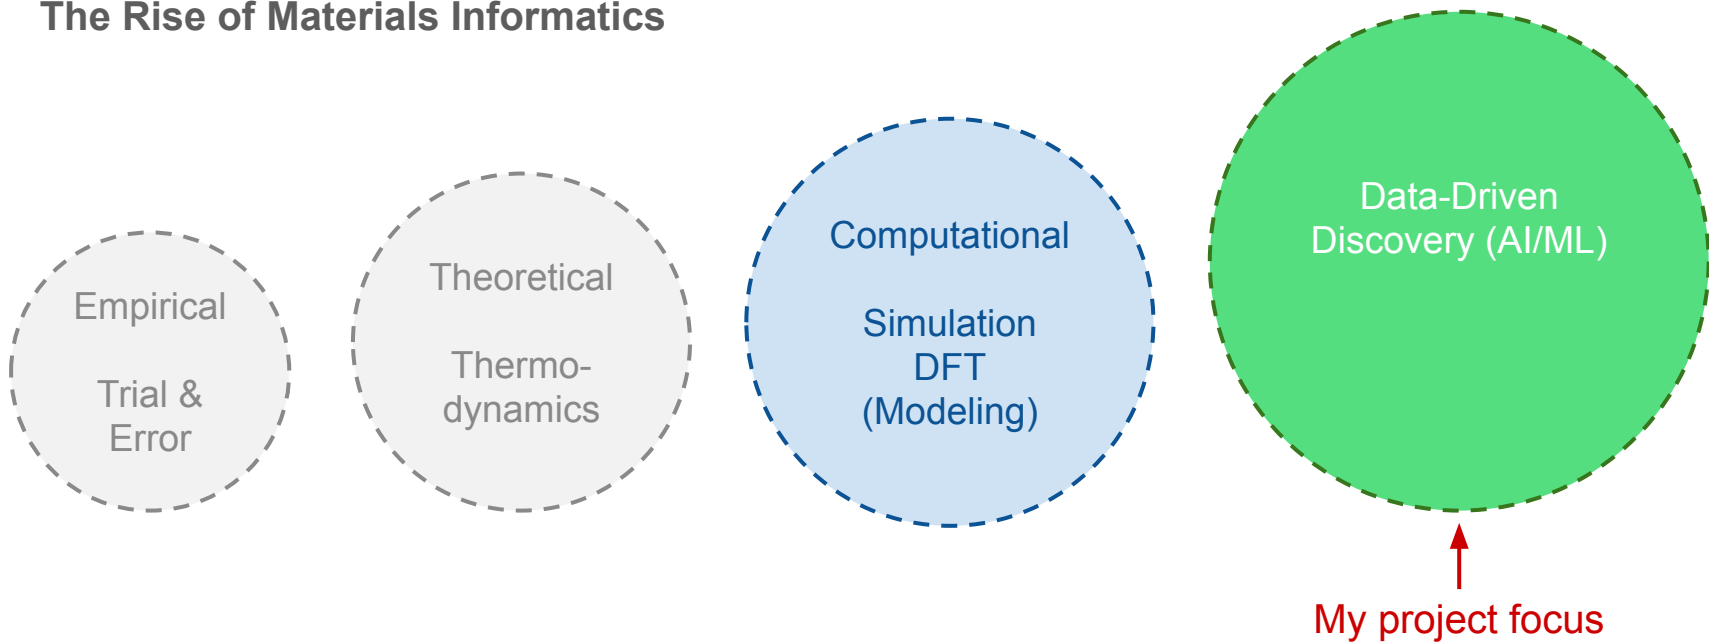 The Rise of Materials Informatics
Empirical
Trial &
Error
Theoretical
Thermo-
dynamics
Computational
Simulation
DFT
(Modeling)
Data-Driven
Discovery (AI/ML)
My project focus